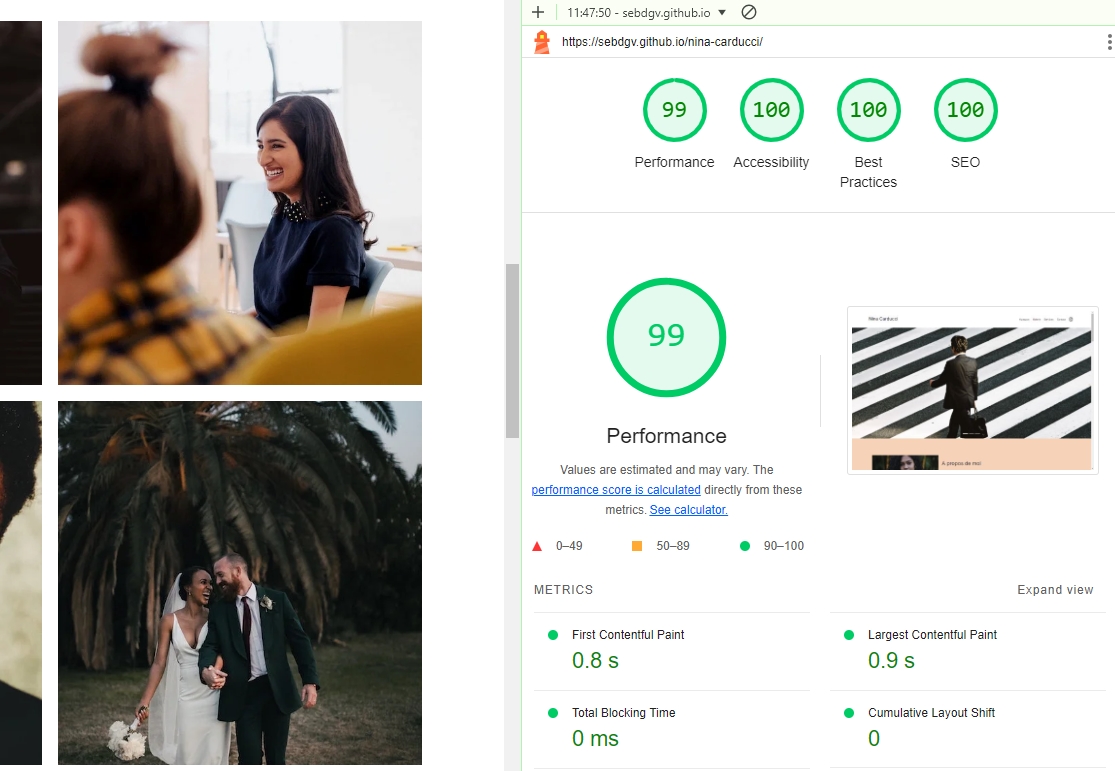 11:47:50 - sebdgv.github.io
https://sebdgv.github.io/nina-carducci/
99
100
100
100
Performance
Accessibility
Best
Practices
SEO
99
Nina Carducci
A propos de moi
Performance
Values are estimated and may vary. The
performance score is calculated directly from these
metrics. See calculator.
0–49
50–89
90–100
METRICS
Expand view
First Contentful Paint
0.8 s
Largest Contentful Paint
0.9 s
Total Blocking Time
0 ms
Cumulative Layout Shift
0